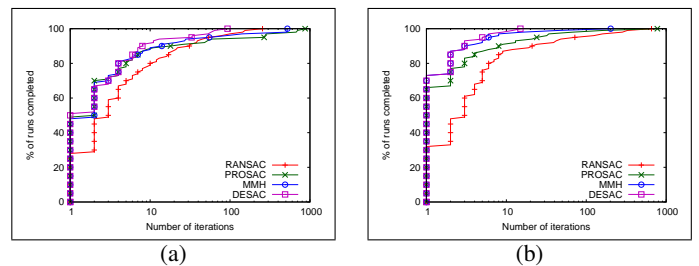 % of runs completed
100
80
60
40
20
0
RANSAC
PROSAC
MMH
DESAC
1 10 100 1000
Number of iterations
(a)
% of runs completed
100
80
60
40
20
0
RANSAC
PROSAC
MMH
DESAC
1 10 100 1000
Number of iterations
(b)